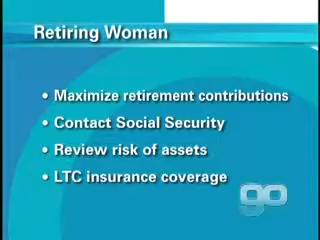 Retiring Woman
• Maximize retirement contributions
• Contact Social Security
• Review risk of assets
• LTC insurance coverage
go